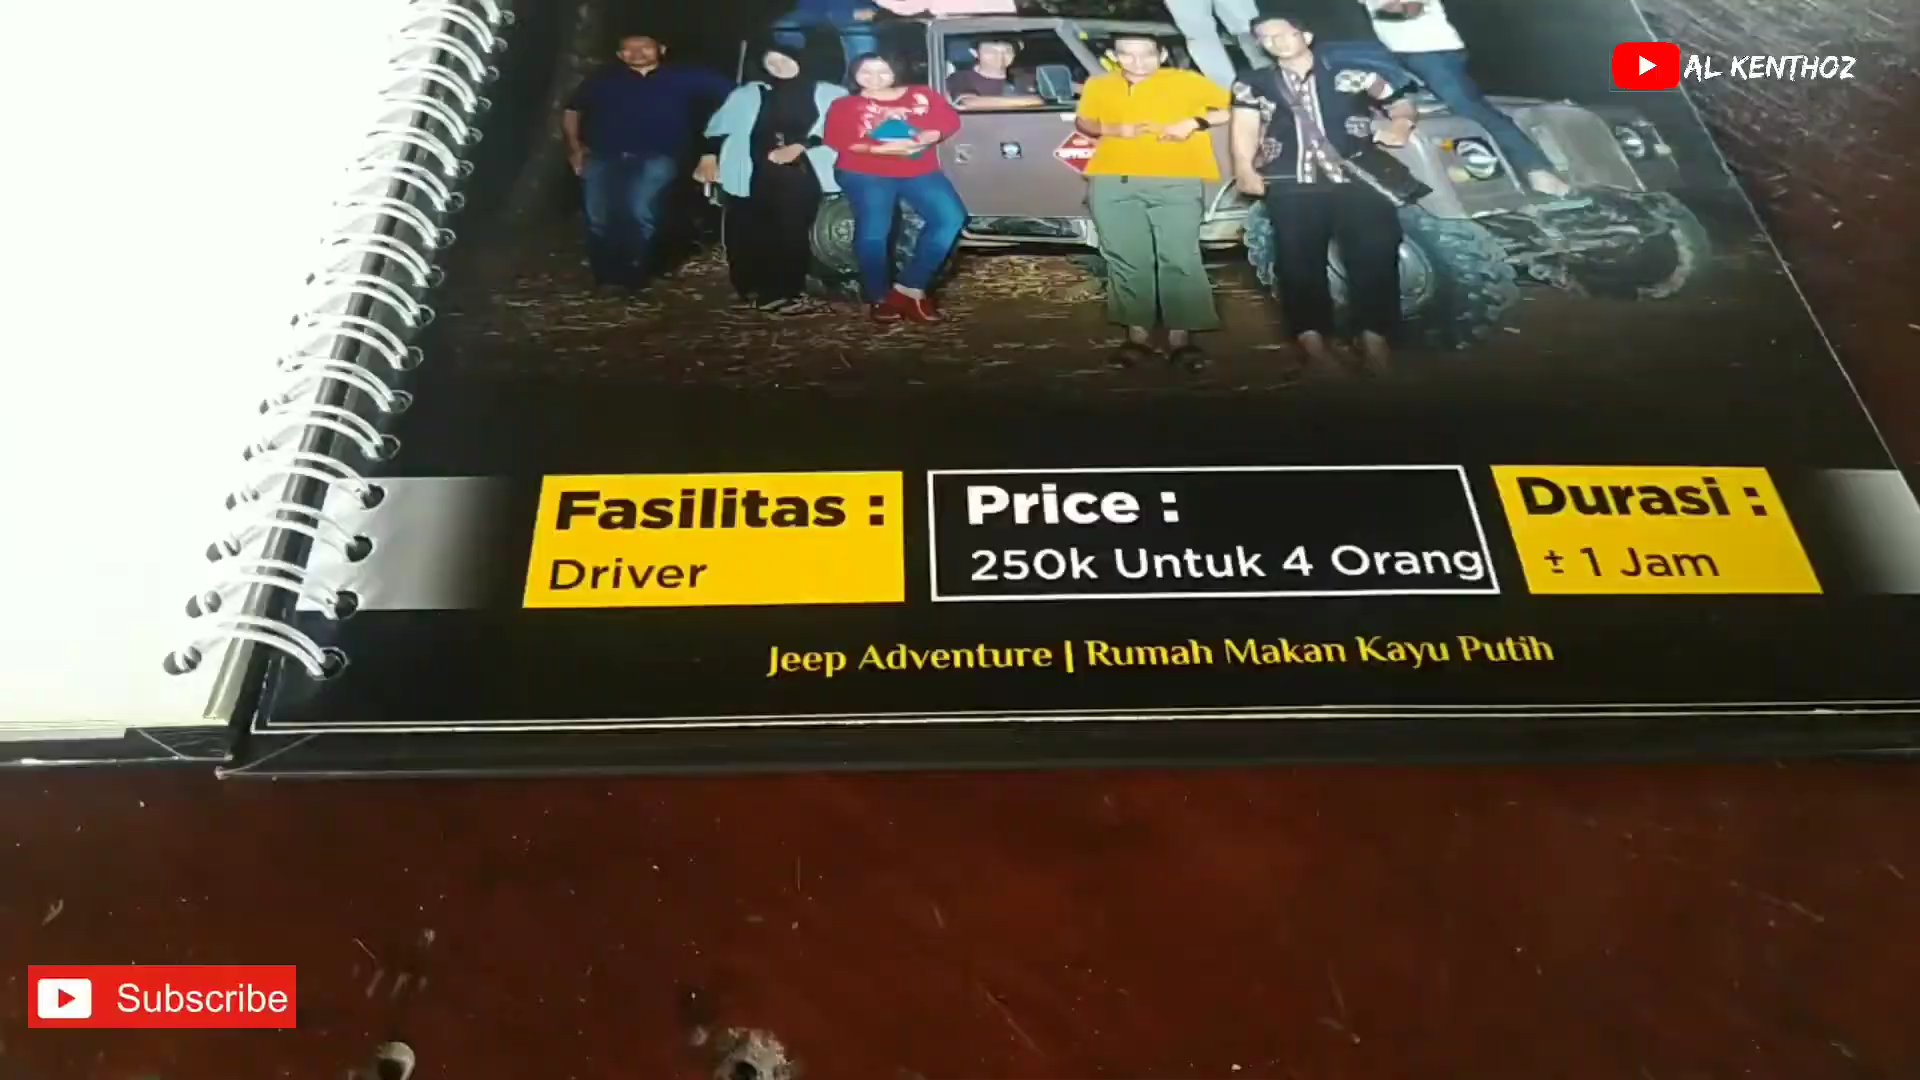 AL KENTHOZ
Fasilitas :
Driver
Price :
250k Untuk 4 Orang
Durasi :
± 1 Jam
Jeep Adventure | Rumah Makan Kayu Putih
Subscribe